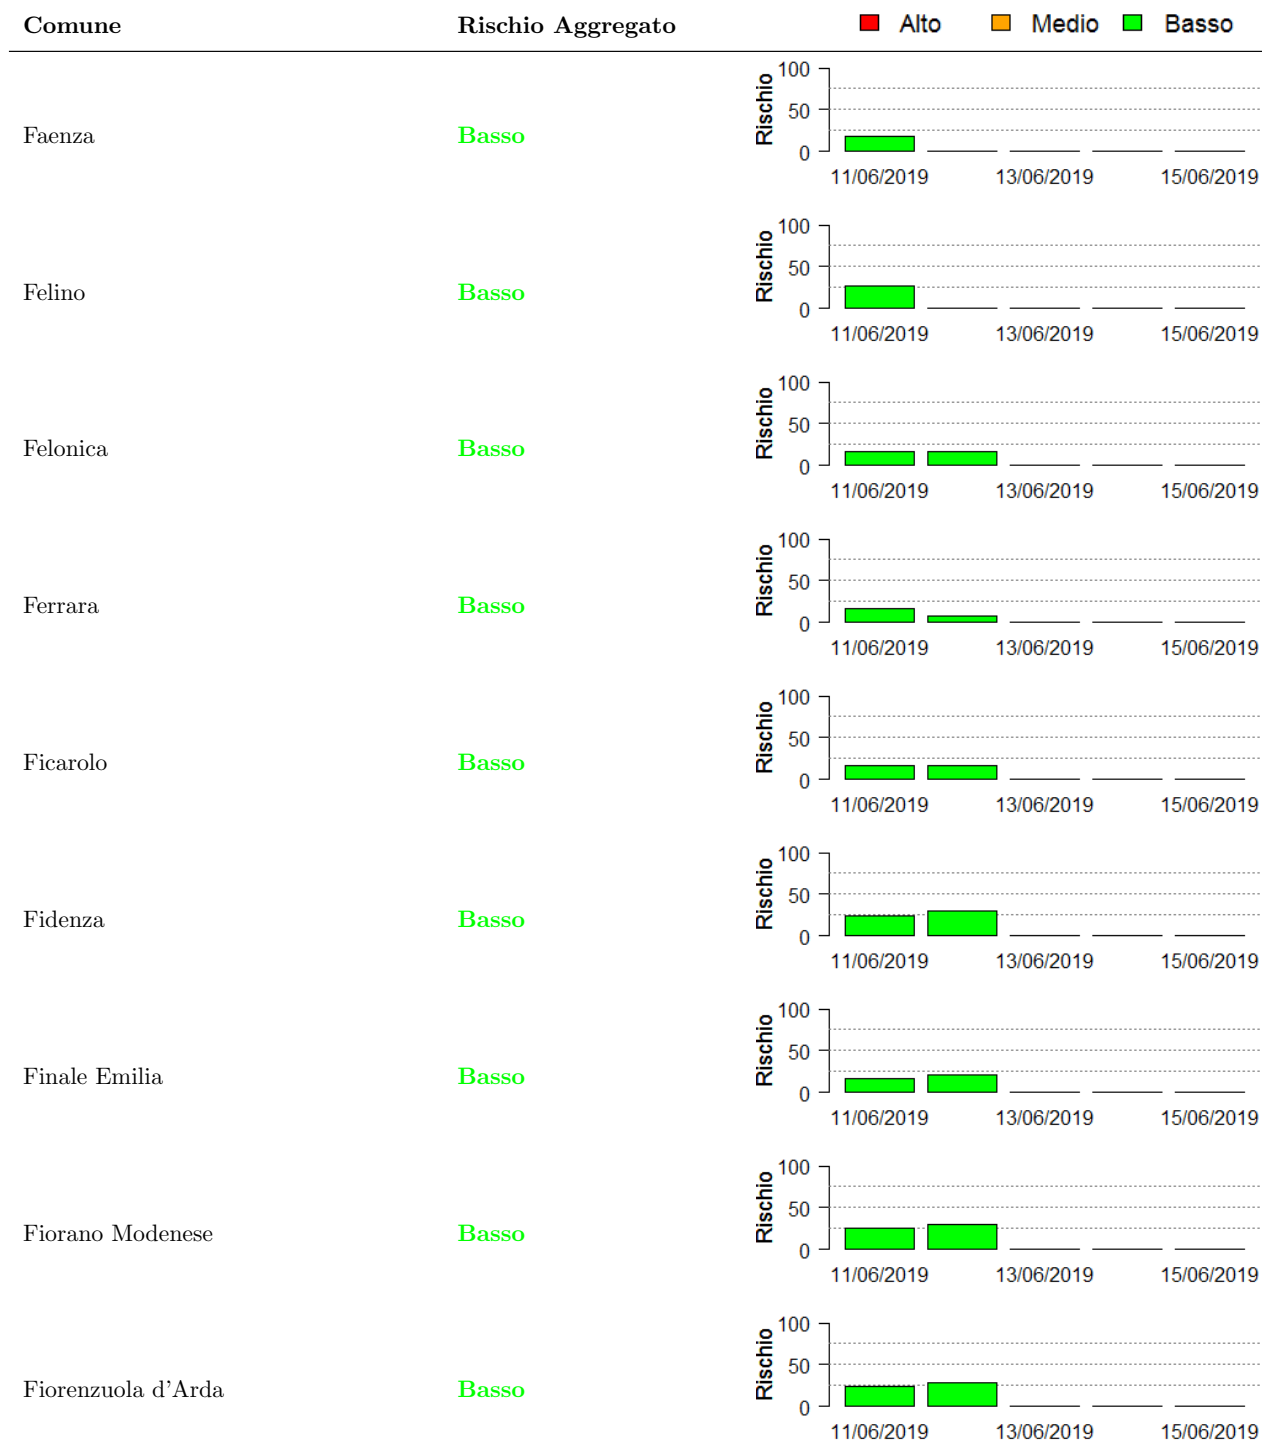 Comune Rischio Aggregato Alto Medio Basso
Faenza Basso
Rischio
100
50
0
11/06/2019 13/06/2019 15/06/2019
Felino Basso
Rischio
100
50
0
11/06/2019 13/06/2019 15/06/2019
Felonica Basso
Rischio
100
50
0
11/06/2019 13/06/2019 15/06/2019
Ferrara Basso
Rischio
100
50
0
11/06/2019 13/06/2019 15/06/2019
Ficarolo Basso
Rischio
100
50
0
11/06/2019 13/06/2019 15/06/2019
Fidenza Basso
Rischio
100
50
0
11/06/2019 13/06/2019 15/06/2019
Finale Emilia Basso
Rischio
100
50
0
11/06/2019 13/06/2019 15/06/2019
Fiorano Modenese Basso
Rischio
100
50
0
11/06/2019 13/06/2019 15/06/2019
Fiorenzuola d'Arda Basso
Rischio
100
50
0
11/06/2019 13/06/2019 15/06/2019